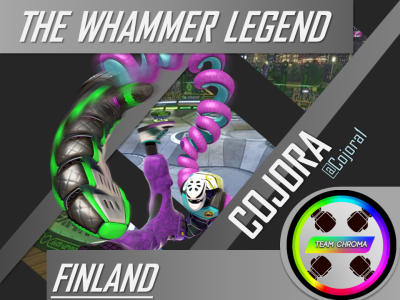 THE WHAMMER LEGEND
COJORA
@Cojora1
TEAM CHROMA
FINLAND